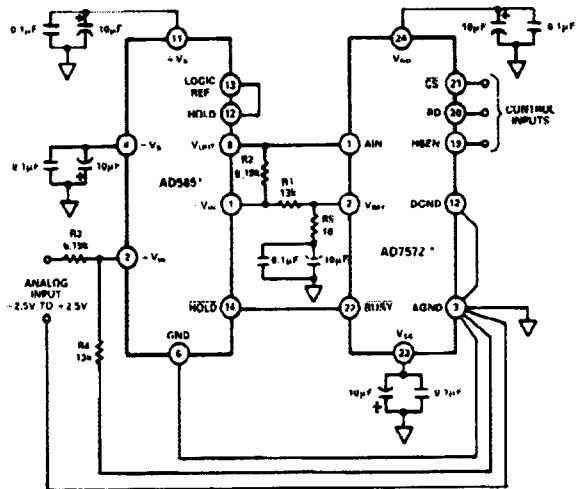 0.1µF
10µF
11
+VS
LOGIC REF
13
HOLD
12
4
-VS
VOUT
8
0.1µF
10µF
R2
6.19k
R1
13k
AD585*
1
-VIN
R3
6.19k
2
+VIN
R5
10
0.1µF
10µF
ANALOG INPUT
-2.5V TO +2.5V
HOLD
14
R4
13k
GND
6
24
VDD
10µF
0.1µF
CS
21
RD
20
HBEN
19
CONTROL INPUTS
1
AIN
2
VREF
DGND
12
AD7572*
22
BUSY
AGND
3
VSS
23
10µF
0.1µF